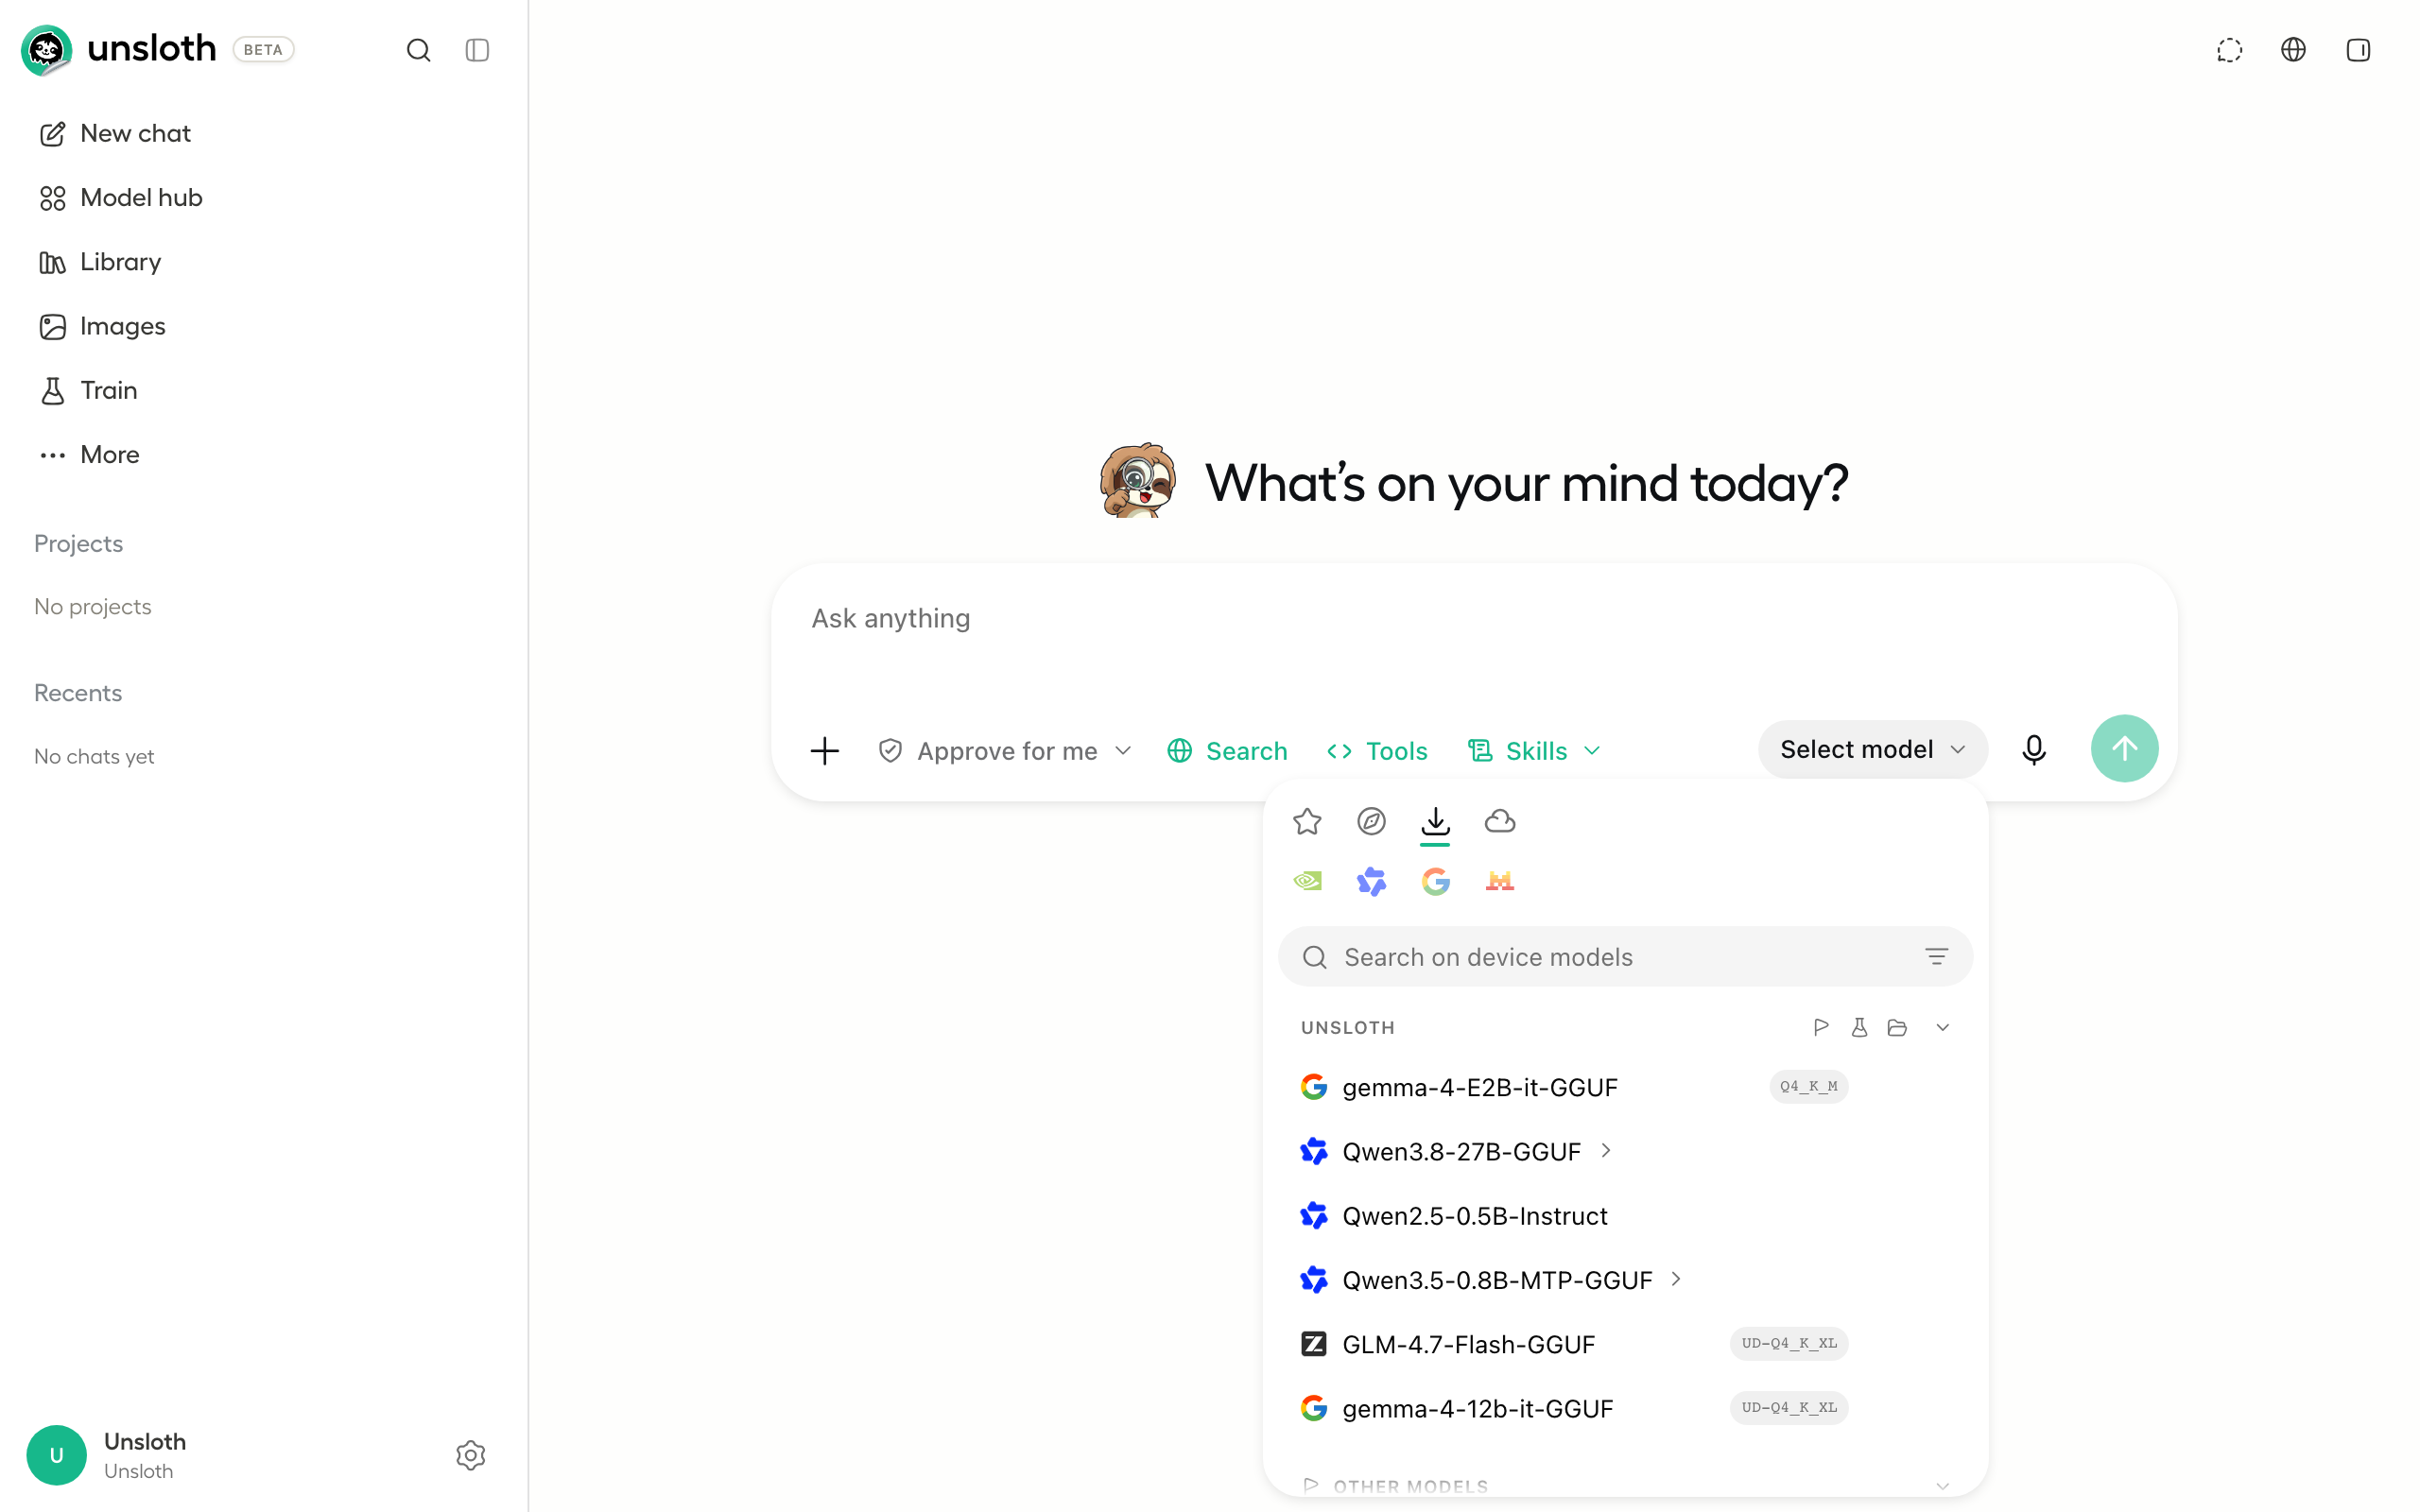 unsloth BETA
New chat
Model hub
Library
Images
Train
More
Projects
No projects
Recents
No chats yet
U
Unsloth
Unsloth
What's on your mind today?
Ask anything
Approve for me
Search
Tools
Skills
Select model
Search on device models
UNSLOTH
gemma-4-E2B-it-GGUF Q4_K_M
Qwen3.8-27B-GGUF
Qwen2.5-0.5B-Instruct
Qwen3.5-0.8B-MTP-GGUF
GLM-4.7-Flash-GGUF UD-Q4_K_XL
gemma-4-12b-it-GGUF UD-Q4_K_XL
OTHER MODELS